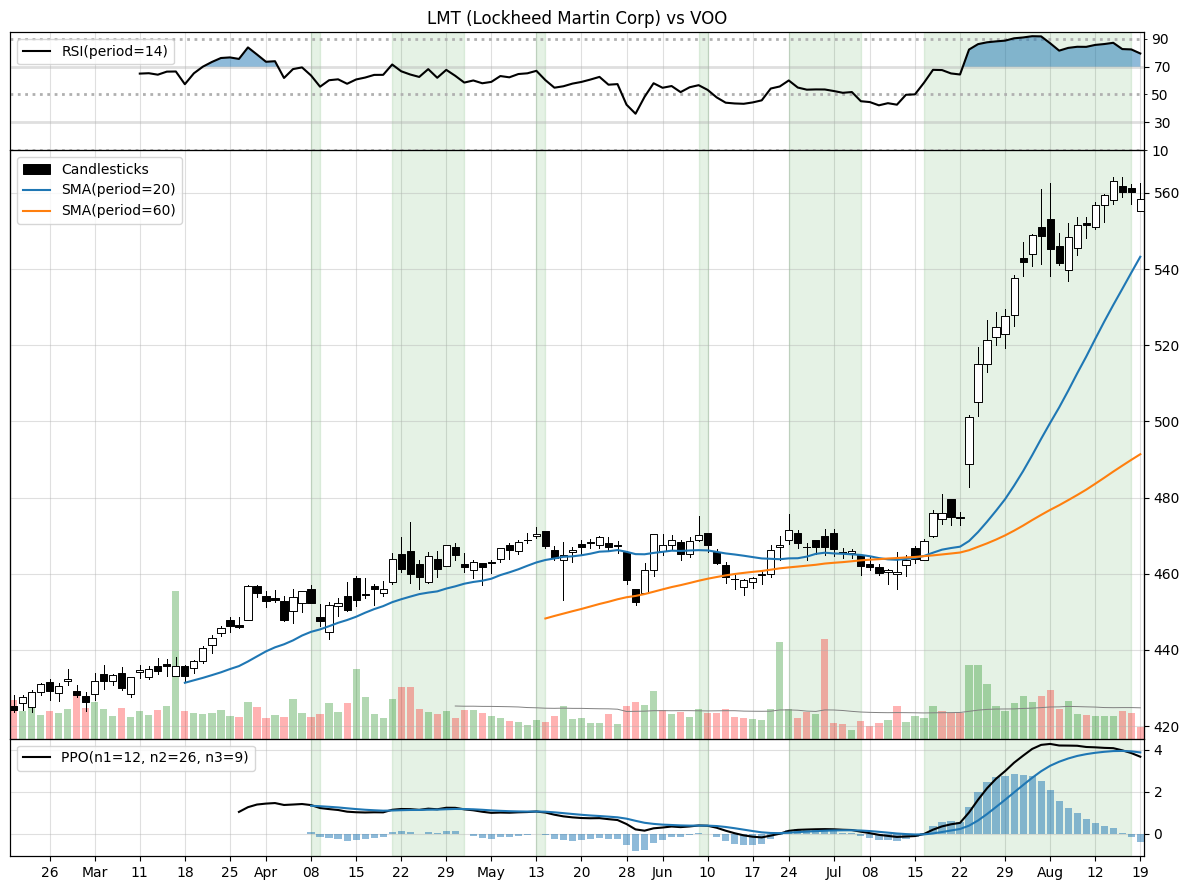 LMT (Lockheed Martin Corp) vs VOO
RSI(period=14)
90
70
50
30
10
Candlesticks
SMA(period=20)
SMA(period=60)
560
540
520
500
480
460
440
420
PPO(n1=12, n2=26, n3=9)
4
2
0
26 Mar 11 18 25 Apr 08 15 22 29 May 13 20 28 Jun 10 17 24 Jul 08 15 22 29 Aug 12 19